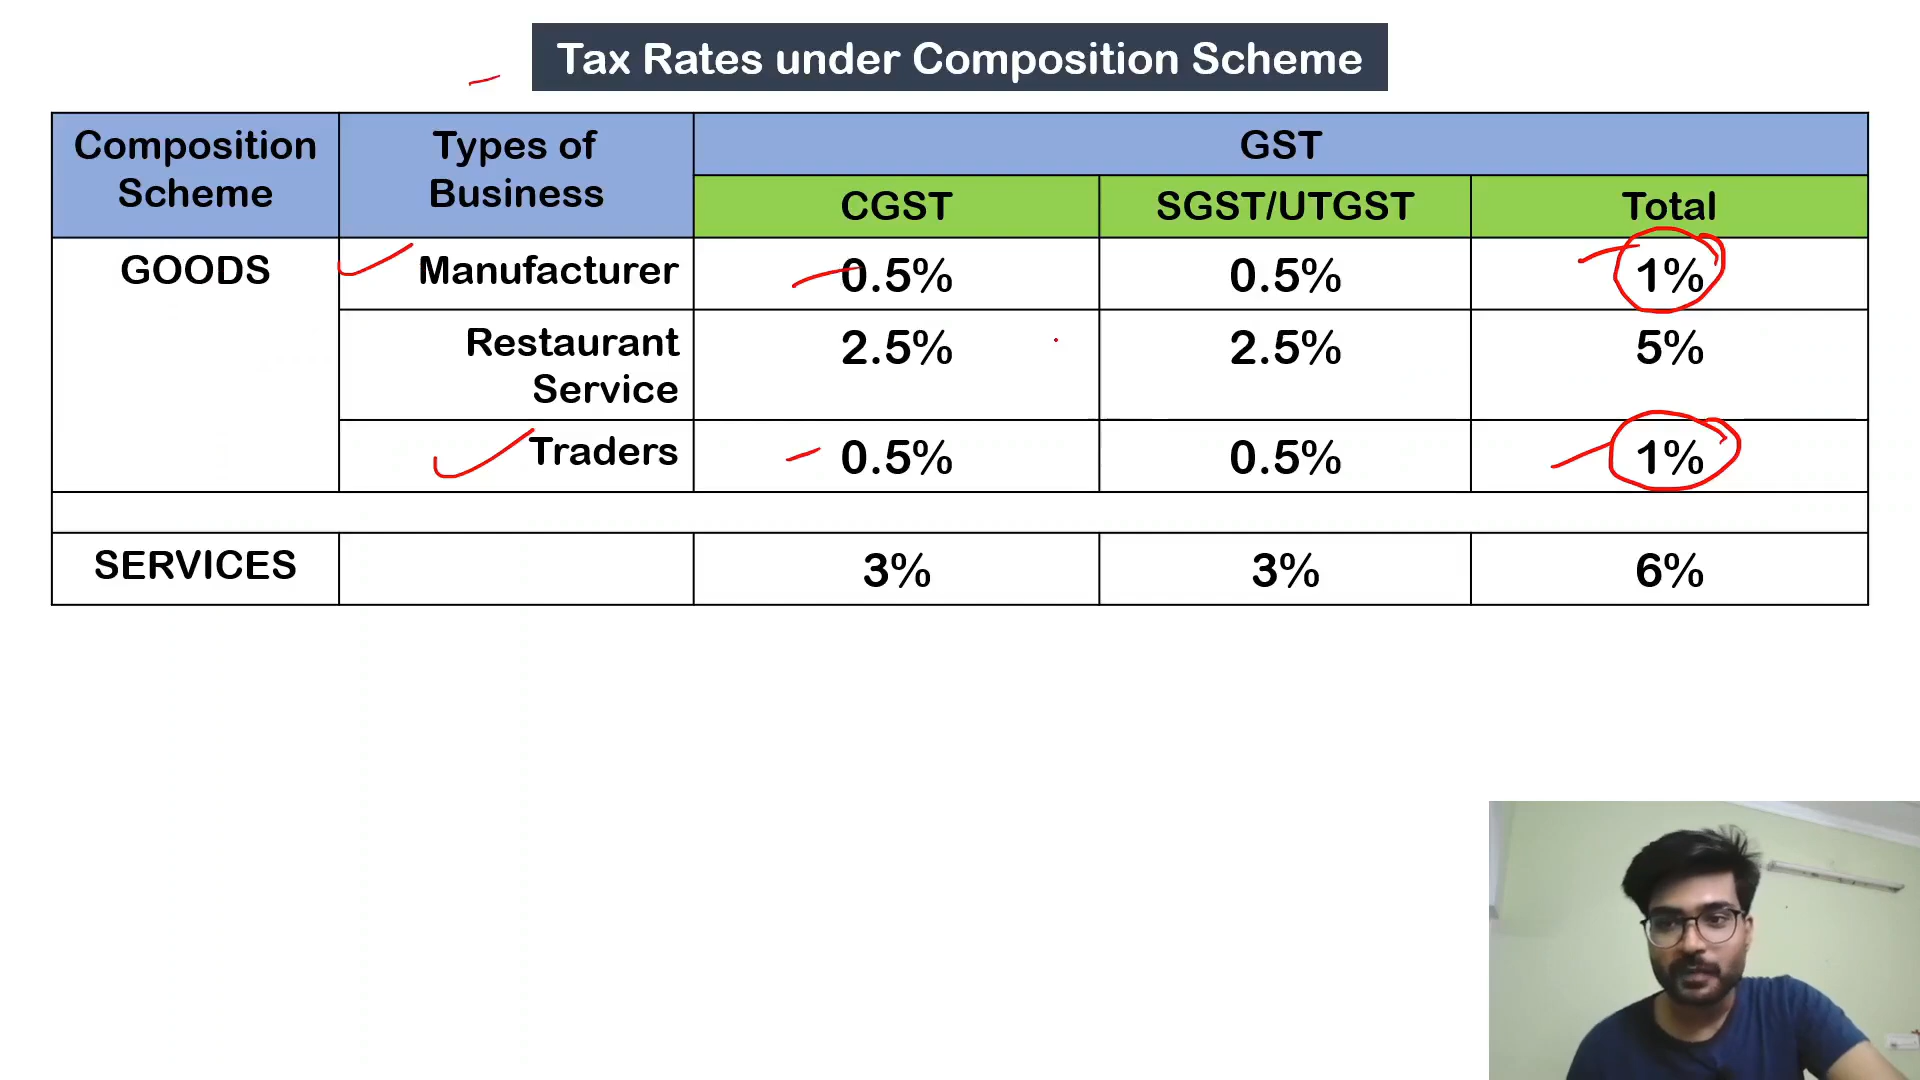 Tax Rates under Composition Scheme
Composition Scheme
Types of Business
GST
CGST
SGST/UTGST
Total
GOODS
Manufacturer
0.5%
0.5%
1%
Restaurant Service
2.5%
2.5%
5%
Traders
0.5%
0.5%
1%
SERVICES
3%
3%
6%